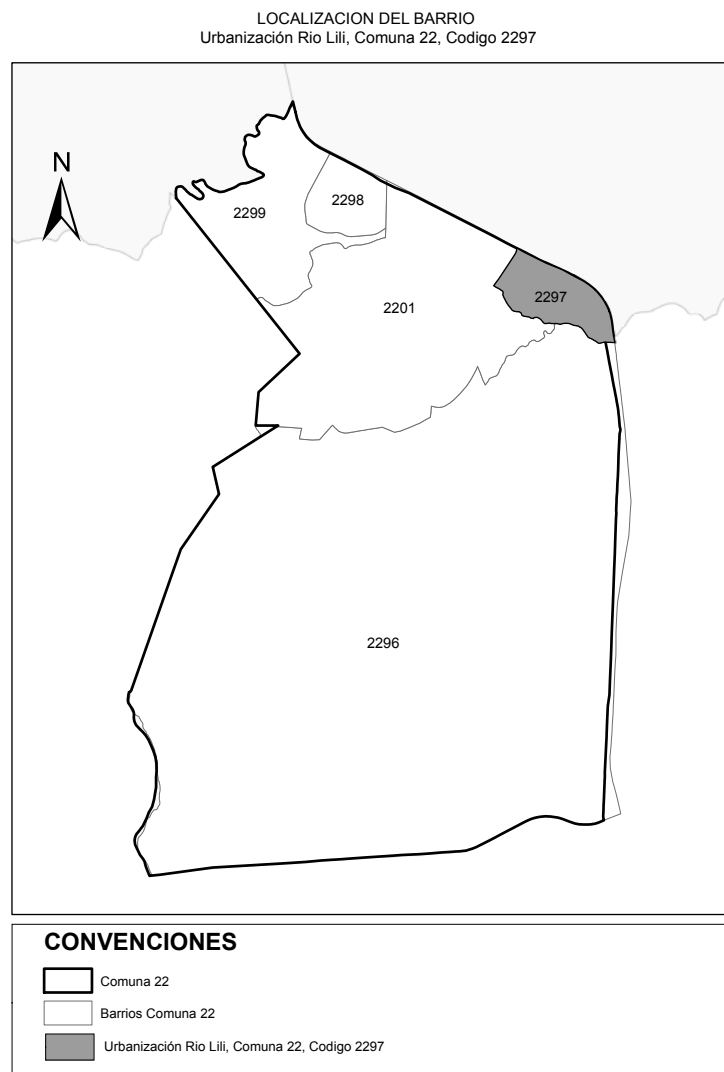 LOCALIZACION DEL BARRIO
Urbanización Rio Lili, Comuna 22, Codigo 2297
N
2298
2299
2297
2201
2296
CONVENCIONES
Comuna 22
Barrios Comuna 22
Urbanización Rio Lili, Comuna 22, Codigo 2297